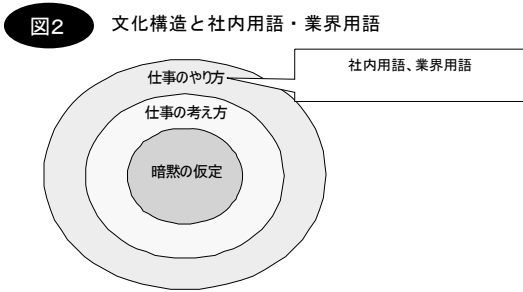 図2
文化構造と社内用語・業界用語
社内用語、業界用語
仕事のやり方
仕事の考え方
暗黙の仮定